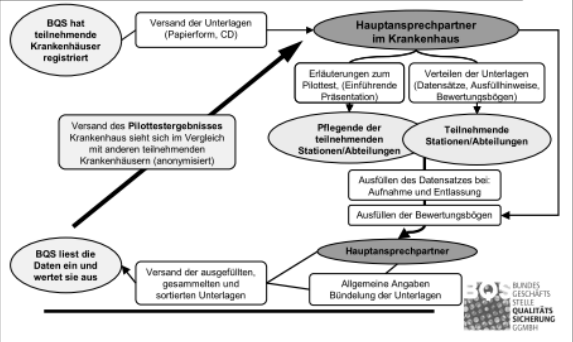 BQS hat
teilnehmende
Krankenhäuser
registriert
Versand der Unterlagen
(Papierform, CD)
Hauptansprechpartner
im Krankenhaus
Erläuterungen zum
Pilottest, (Einführende
Präsentation)
Verteilen der Unterlagen
(Datensätze, Ausfüllhinweise,
Bewertungsbögen)
Versand des Pilottestergebnisses
Krankenhaus sieht sich im Vergleich
mit anderen teilnehmenden
Krankenhäusern (anonymisiert)
Pflegende der
teilnehmenden
Stationen/Abteilungen
Teilnehmende
Stationen/Abteilungen
Ausfüllen des Datensatzes bei:
Aufnahme und Entlassung
Ausfüllen der Bewertungsbögen
BQS liest die
Daten ein und
wertet sie aus
Versand der ausgefüllten,
gesammelten und
sortierten Unterlagen
Hauptansprechpartner
Allgemeine Angaben
Bündelung der Unterlagen
BUNDES
GESCHÄFTS
STELLE
QUALITÄTS
SICHERUNG
GGMBH